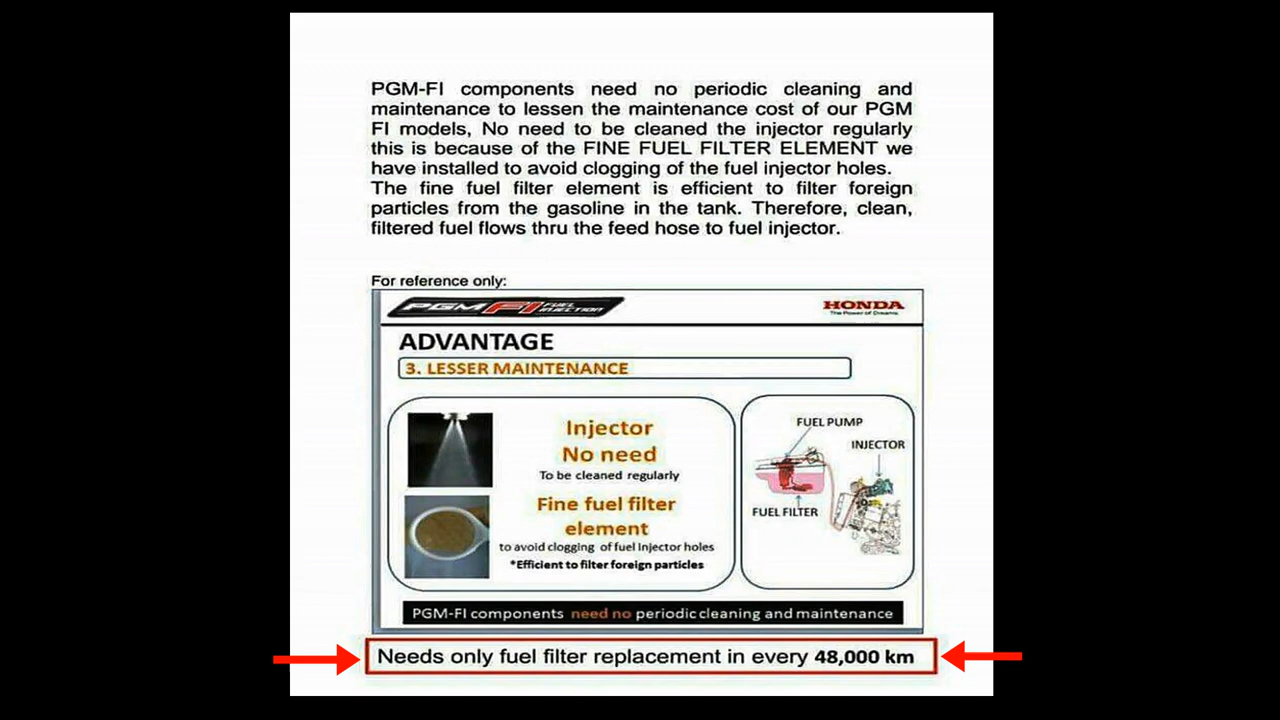 PGM-FI components need no periodic cleaning and
maintenance to lessen the maintenance cost of our PGM
FI models, No need to be cleaned the injector regularly
this is because of the FINE FUEL FILTER ELEMENT we
have installed to avoid clogging of the fuel injector holes.
The fine fuel filter element is efficient to filter foreign
particles from the gasoline in the tank. Therefore, clean,
filtered fuel flows thru the feed hose to fuel injector.
For reference only:
PGM FI FUEL
INJECTION
HONDA
The Power of Dreams
ADVANTAGE
3. LESSER MAINTENANCE
Injector
No need
To be cleaned regularly
Fine fuel filter
element
to avoid clogging of fuel Injector holes
*Efficient to filter foreign particles
FUEL PUMP
INJECTOR
FUEL FILTER
PGM-FI components need no periodic cleaning and maintenance
Needs only fuel filter replacement in every 48,000 km